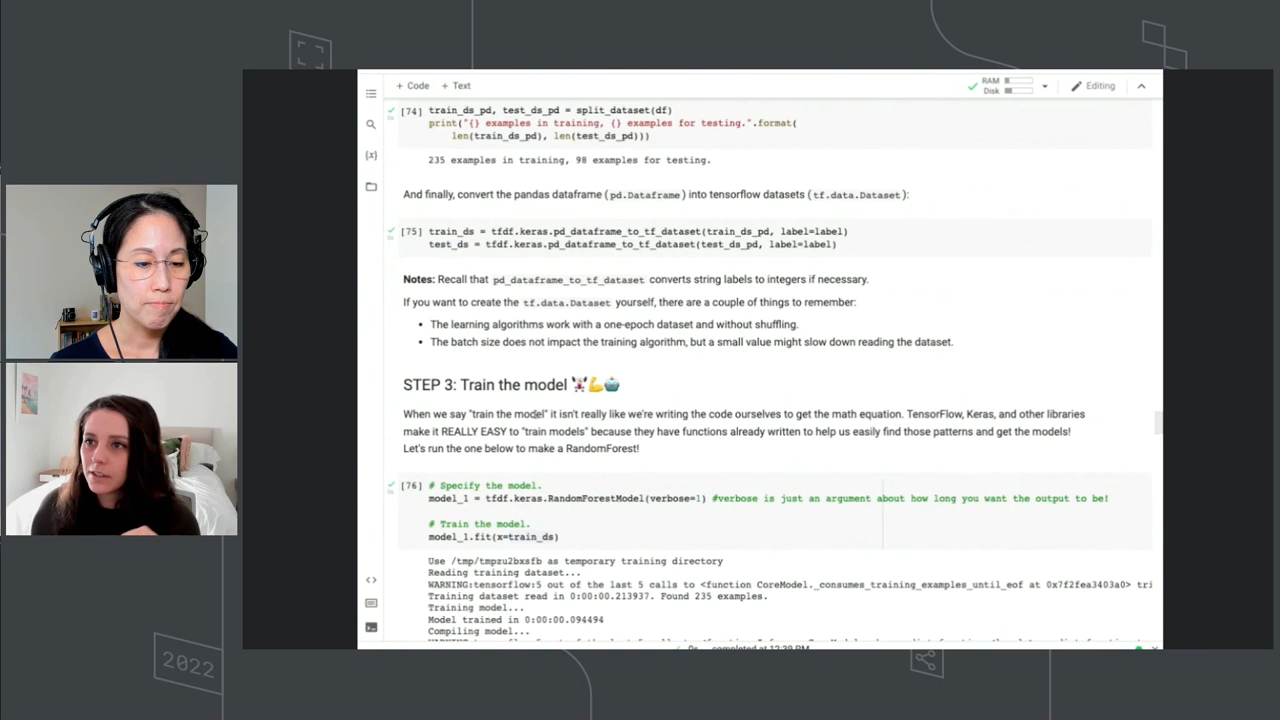 + Code + Text
RAM
Disk
Editing
[74] train_ds_pd, test_ds_pd = split_dataset(df)
print("{} examples in training, {} examples for testing.".format(
len(train_ds_pd), len(test_ds_pd)))
235 examples in training, 98 examples for testing.
And finally, convert the pandas dataframe (pd.Dataframe) into tensorflow datasets (tf.data.Dataset):
[75] train_ds = tfdf.keras.pd_dataframe_to_tf_dataset(train_ds_pd, label=label)
test_ds = tfdf.keras.pd_dataframe_to_tf_dataset(test_ds_pd, label=label)
Notes: Recall that pd_dataframe_to_tf_dataset converts string labels to integers if necessary.
If you want to create the tf.data.Dataset yourself, there are a couple of things to remember:
• The learning algorithms work with a one-epoch dataset and without shuffling.
• The batch size does not impact the training algorithm, but a small value might slow down reading the dataset.
STEP 3: Train the model 🏋️💪🤖
When we say "train the model" it isn't really like we're writing the code ourselves to get the math equation. TensorFlow, Keras, and other libraries
make it REALLY EASY to "train models" because they have functions already written to help us easily find those patterns and get the models!
Let's run the one below to make a RandomForest!
[76] # Specify the model.
model_1 = tfdf.keras.RandomForestModel(verbose=1) #verbose is just an argument about how long you want the output to be!
# Train the model.
model_1.fit(x=train_ds)
Use /tmp/tmpzu2bxsfb as temporary training directory
Reading training dataset...
WARNING:tensorflow:5 out of the last 5 calls to <function CoreModel._consumes_training_examples_until_eof at 0x7f2fea3403a0> tri
Training dataset read in 0:00:00.213937. Found 235 examples.
Training model...
Model trained in 0:00:00.094494
Compiling model...
0s completed at 12:39 PM
2022